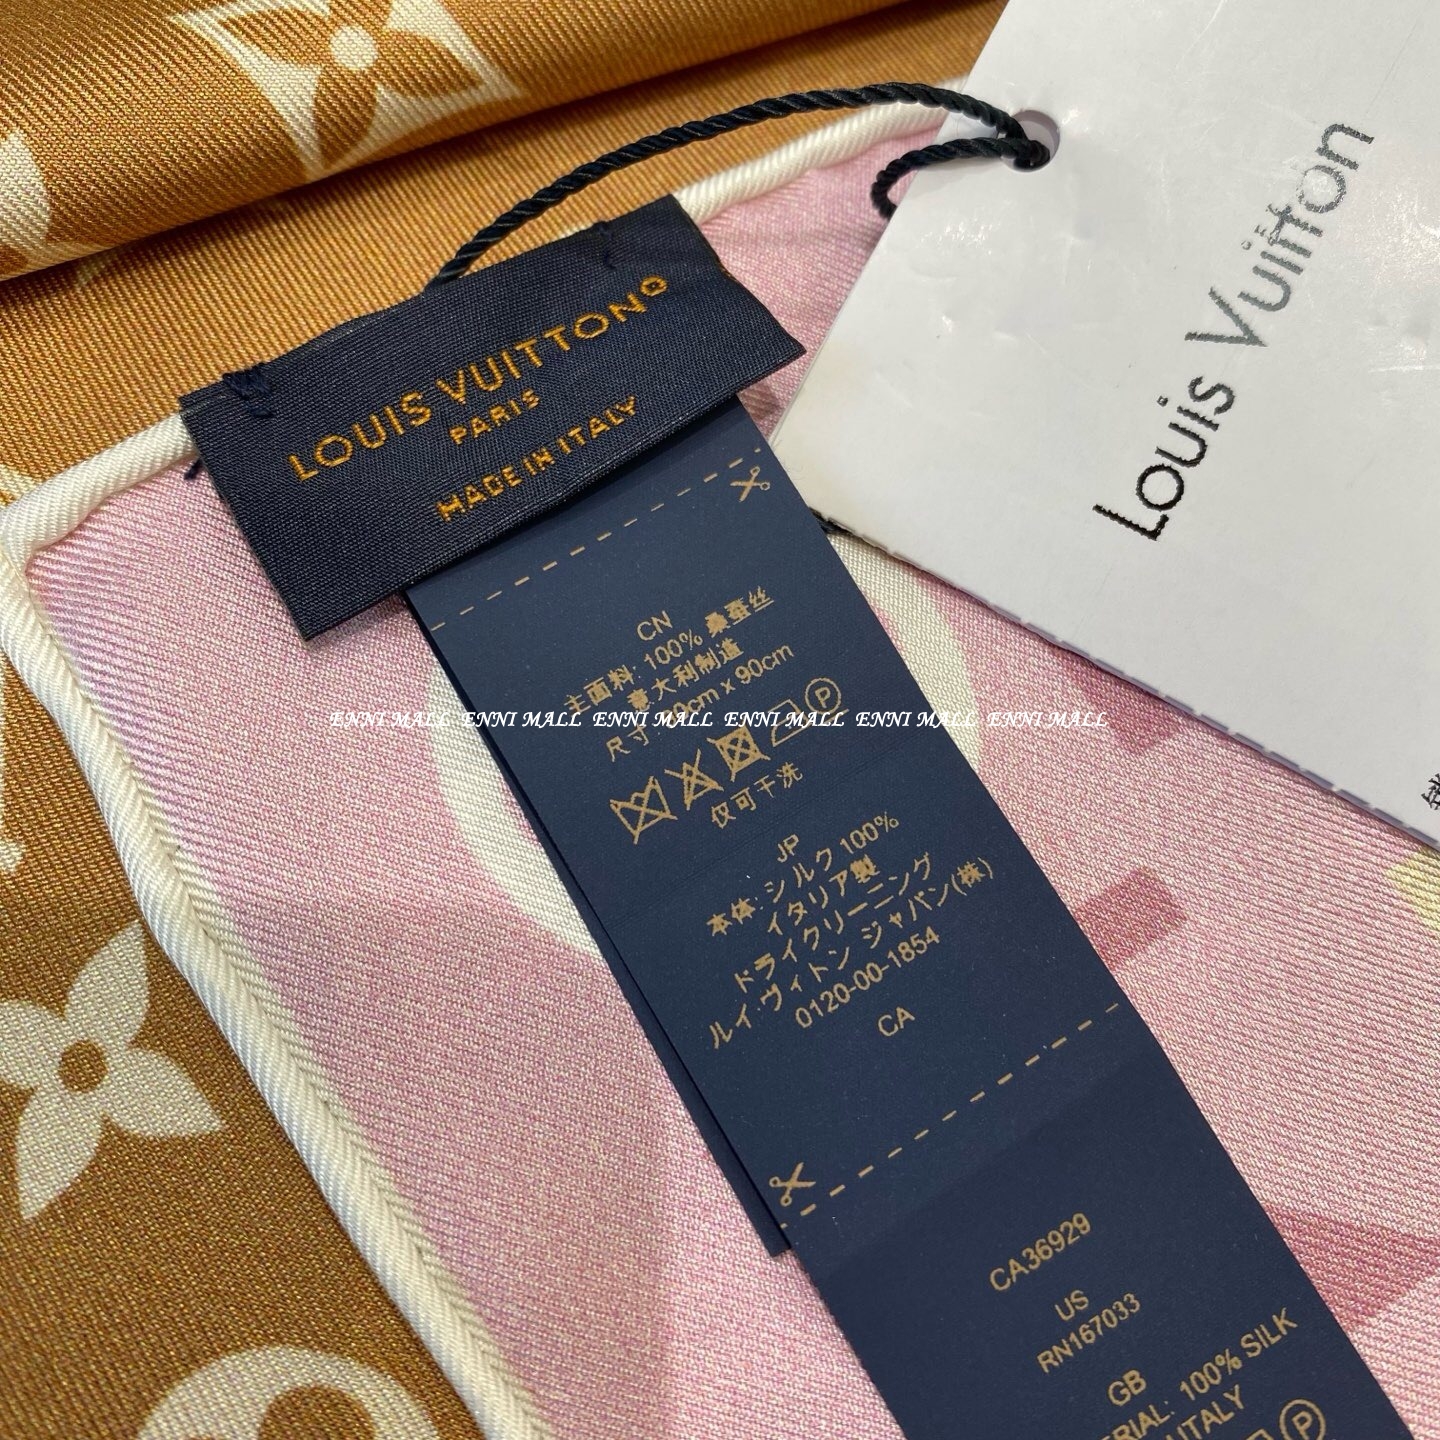 Louis Vuitton
LOUIS VUITTON
PARIS
MADE IN ITALY
CN
主面料: 100% 桑蚕丝
意大利制造
尺寸: 90cm x 90cm
ENNI MALL ENNI MALL ENNI MALL ENNI MALL ENNI MALL ENNI MALL
P
仅可干洗
JP
本体:シルク100%
イタリア製
ドライクリーニング
ルイ・ヴィトン ジャパン(株)
0120-00-1854
CA
CA36929
US
RN167033
GB
ERIAL: 100% SILK
ITALY
P